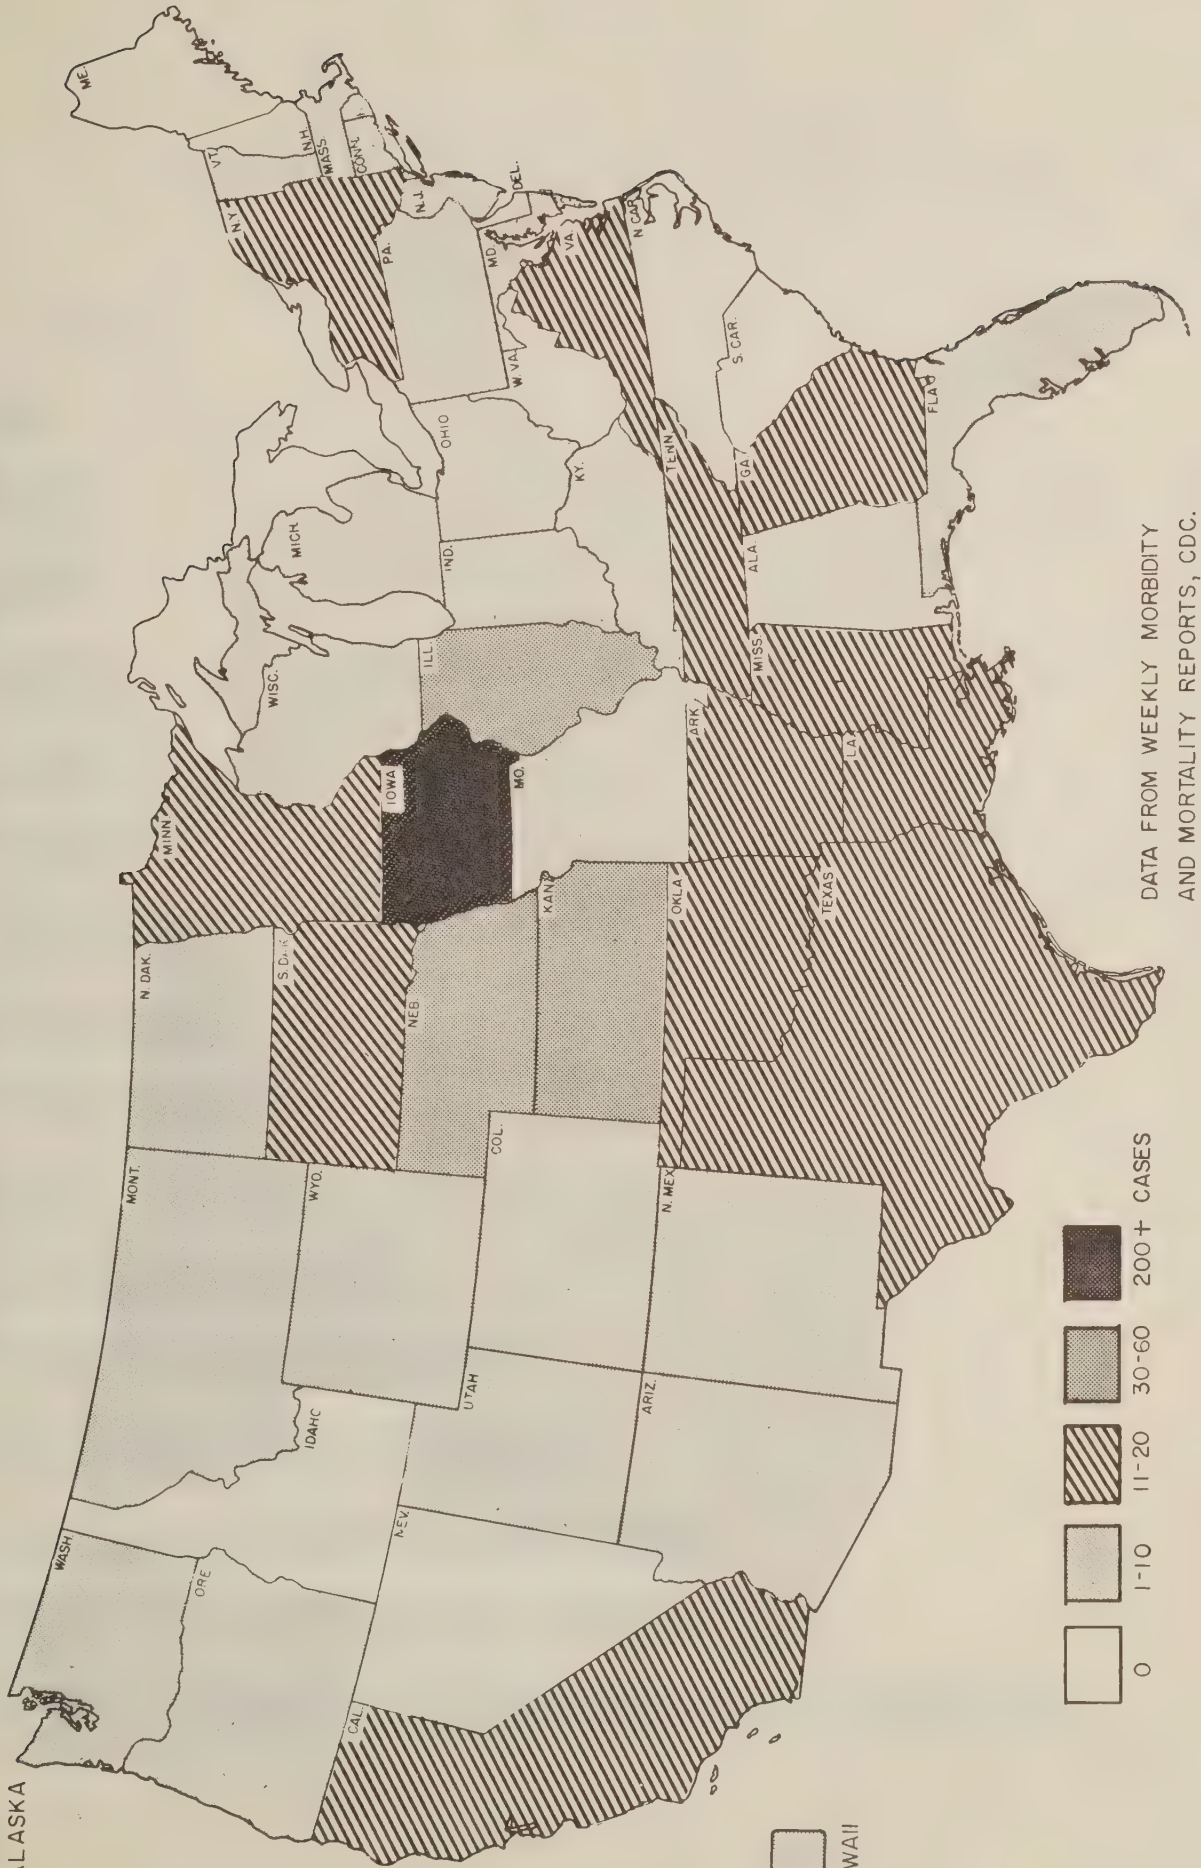 ALASKA
WASH.
MONT.
N. DAK.
MINN
ME.
VT.
N.H.
MASS.
CONN.
N.Y.
ORE
IDAHC
WYO.
S. DAK
WISC.
MICH
PA.
N.J.
DEL.
MD.
NEV.
UTAH
COL.
NEB.
IOWA
ILL.
IND.
OHIO
W. VA.
VA.
CAL.
ARIZ.
N. MEX
KAN
MO.
KY.
TENN
N CAR
S. CAR.
OKLA
ARK
TEXAS
LA.
MISS.
ALA.
GA
FLA
WAII
0
1-10
11-20
30-60
200+ CASES
DATA FROM WEEKLY MORBIDITY
AND MORTALITY REPORTS, CDC.